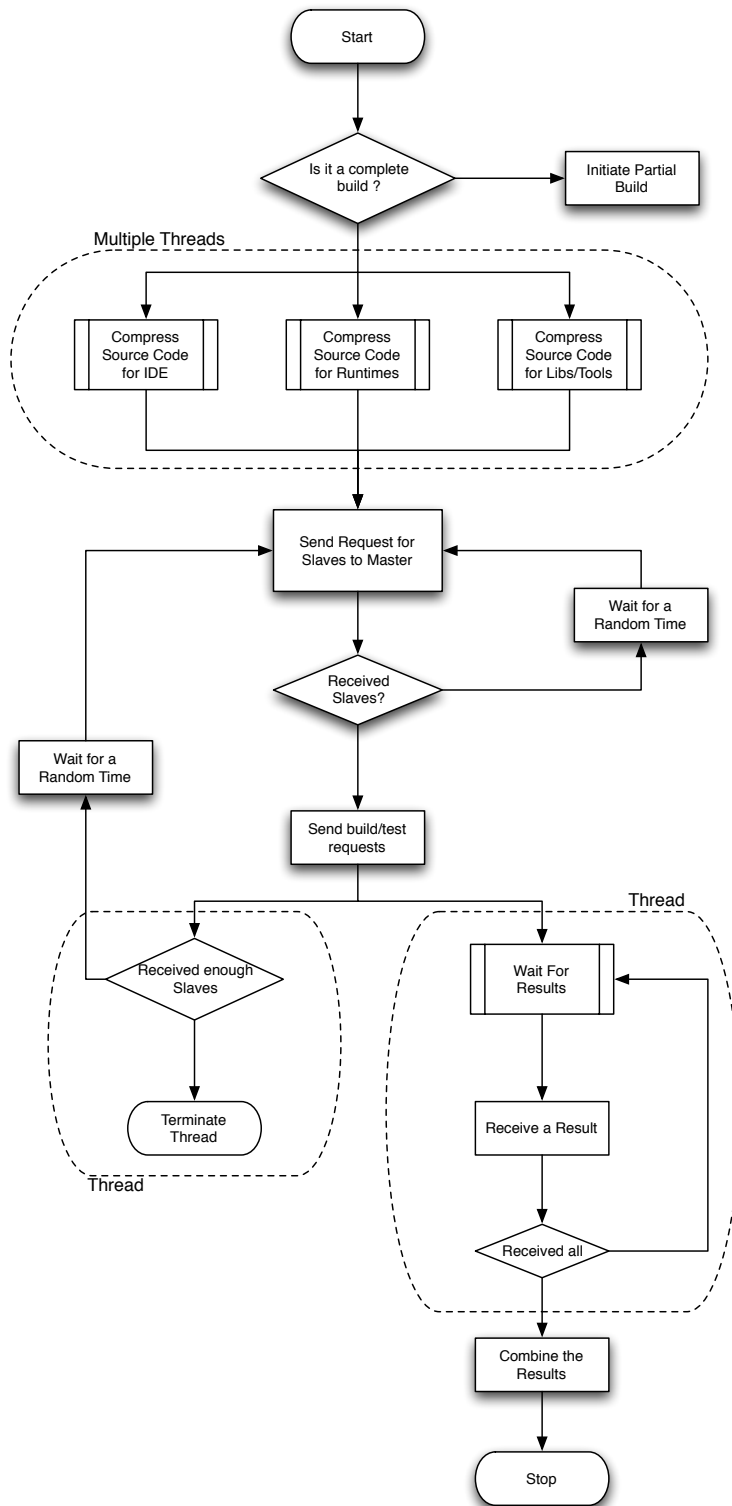 Start
Is it a complete
build ?
Initiate Partial
Build
Multiple Threads
Compress
Source Code
for IDE
Compress
Source Code
for Runtimes
Compress
Source Code
for Libs/Tools
Send Request for
Slaves to Master
Wait for a
Random Time
Received
Slaves?
Wait for a
Random Time
Send build/test
requests
Thread
Received enough
Slaves
Wait For
Results
Terminate
Thread
Receive a Result
Thread
Received all
Combine the
Results
Stop